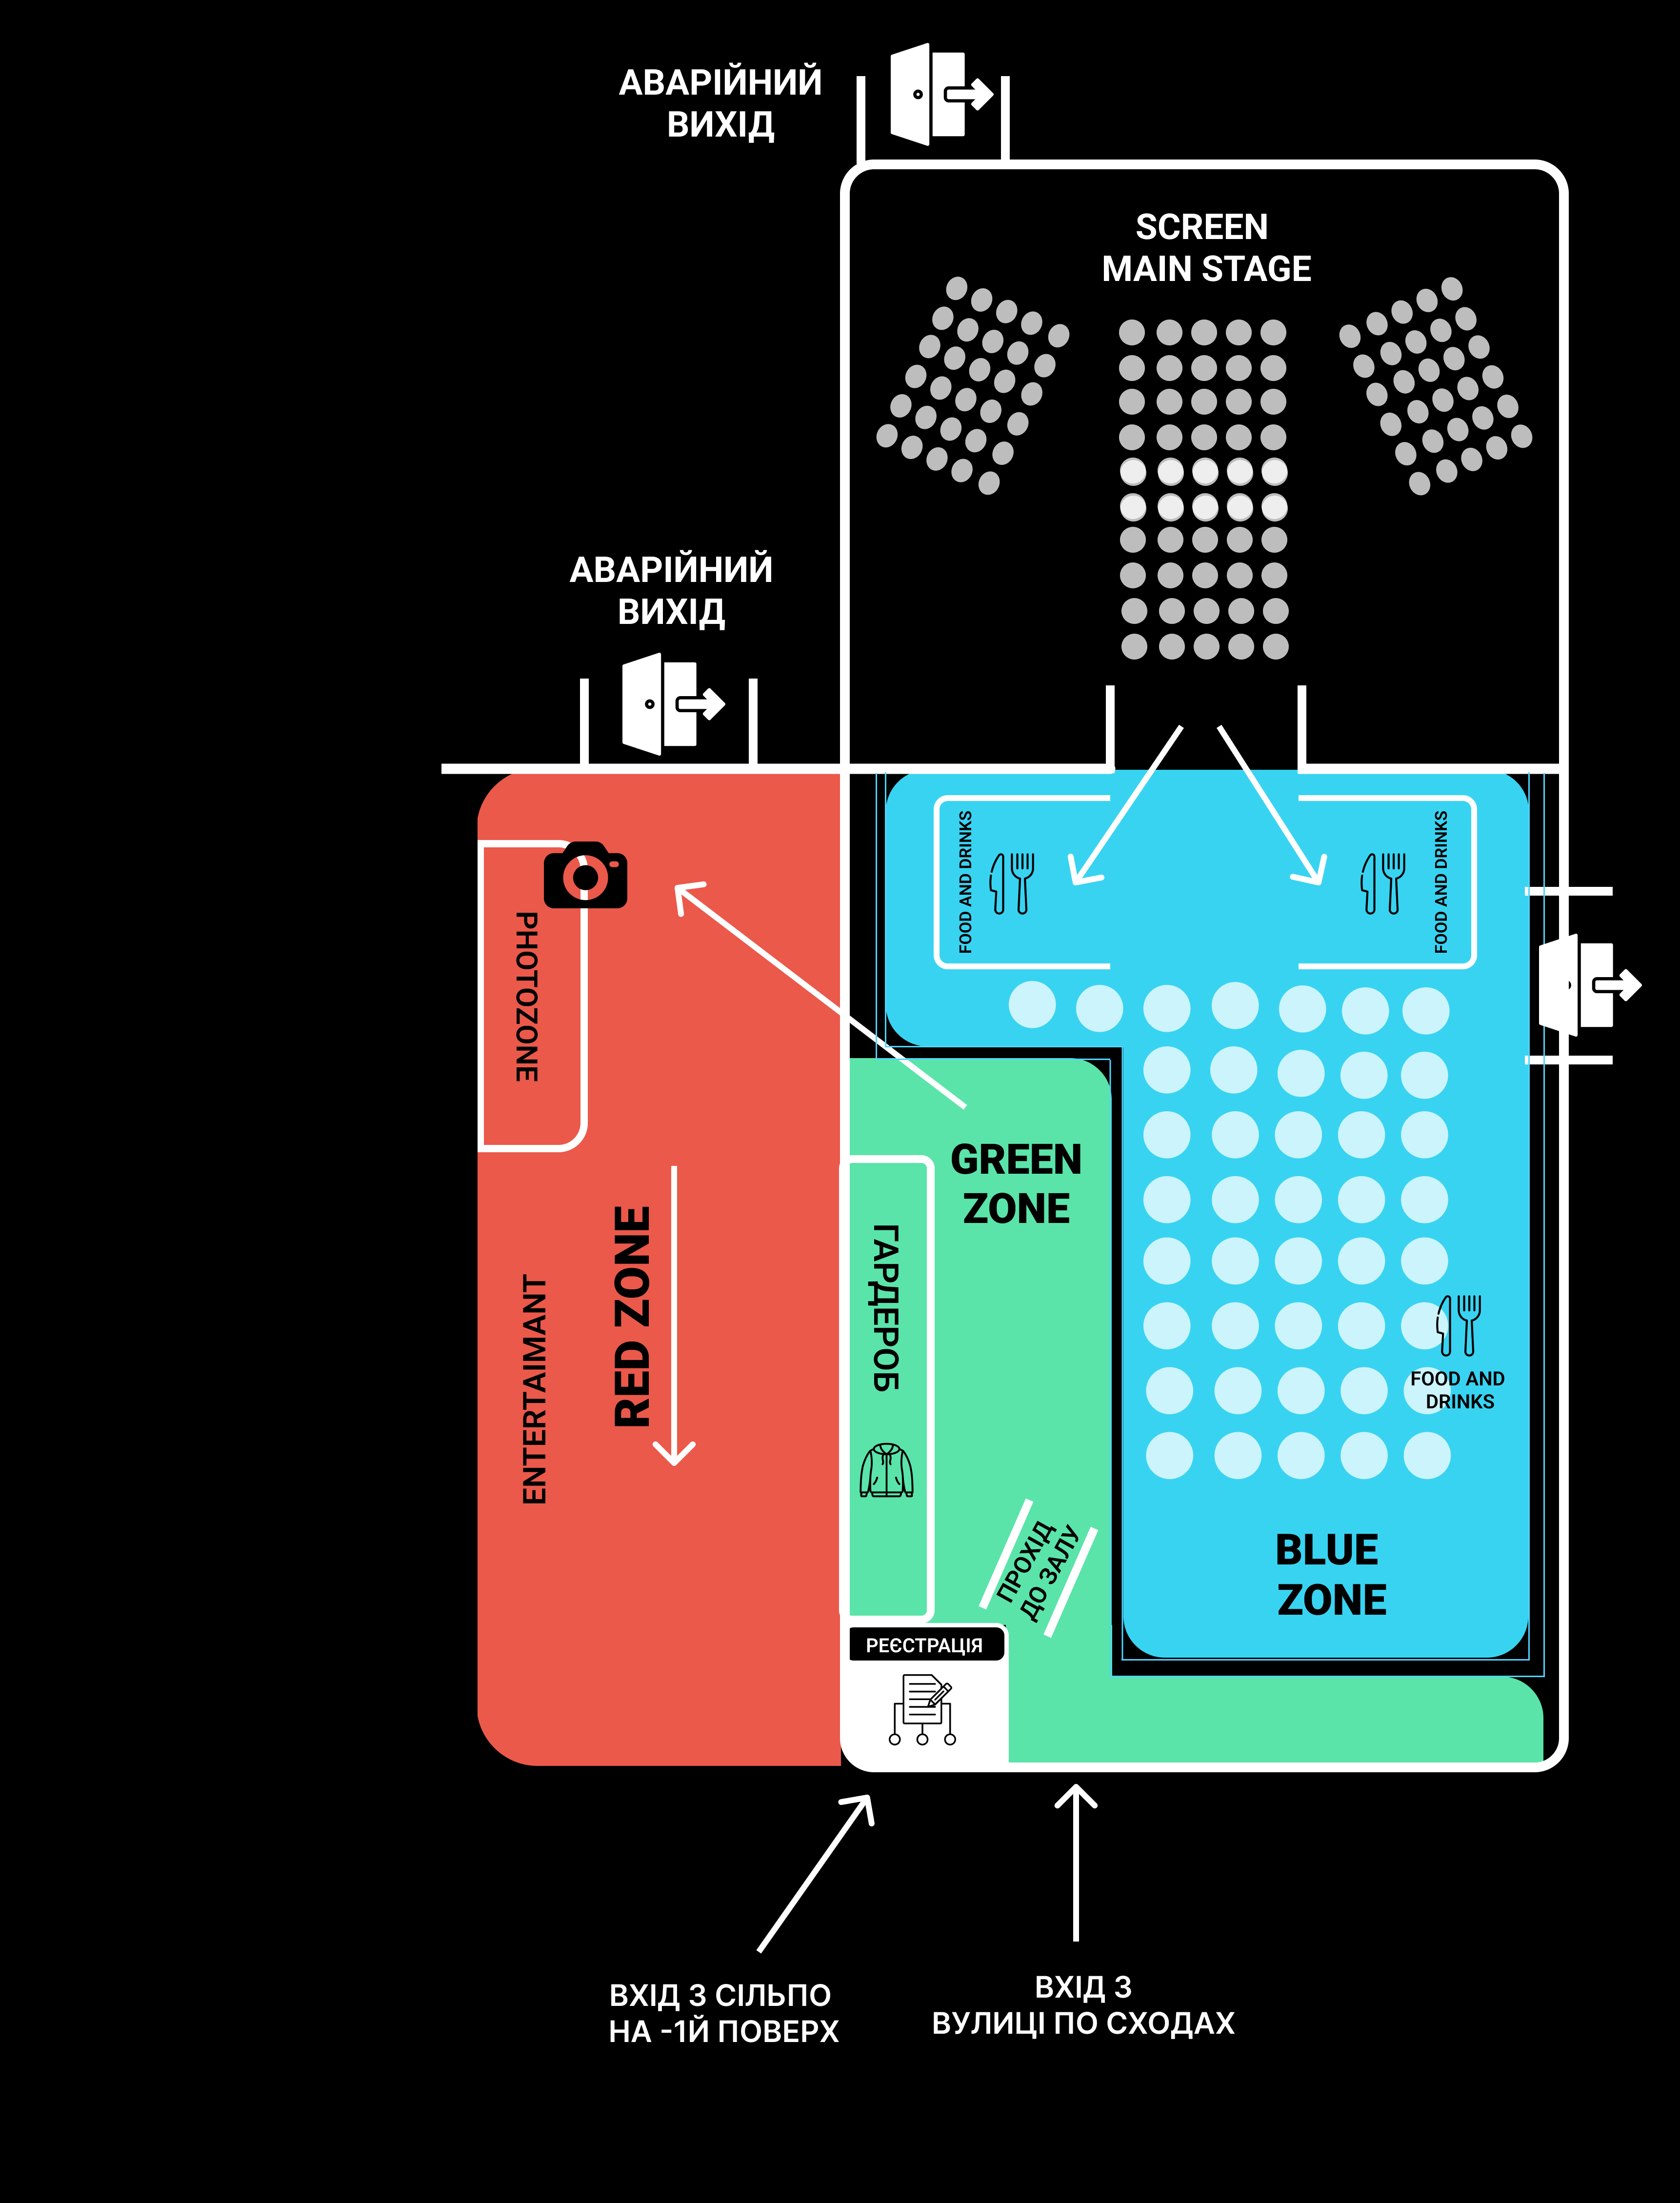 АВАРІЙНИЙ
ВИХІД
SCREEN
MAIN STAGE
АВАРІЙНИЙ
ВИХІД
FOOD AND DRINKS
FOOD AND DRINKS
PHOTOZONE
GREEN
ZONE
ГАРДЕРОБ
RED ZONE
ENTERTAIMANT
FOOD AND
DRINKS
ПРОХІД
ДО ЗАЛУ
BLUE
ZONE
РЕЄСТРАЦІЯ
ВХІД З СІЛЬПО
НА -1Й ПОВЕРХ
ВХІД З
ВУЛИЦІ ПО СХОДАХ